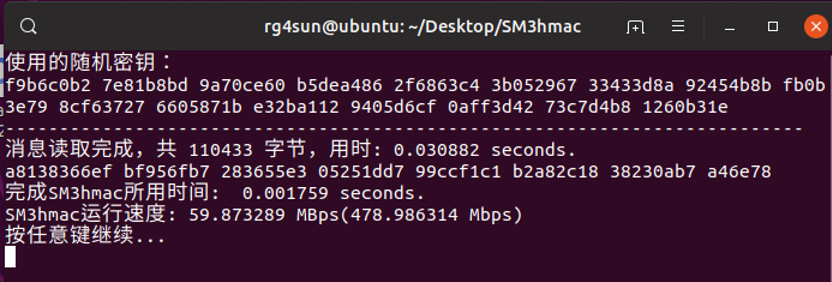 rg4sun@ubuntu: ~/Desktop/SM3hmac
使用的随机密钥：
f9b6c0b2 7e81b8bd 9a70ce60 b5dea486 2f6863c4 3b052967 33433d8a 92454b8b fb0b
3e79 8cf63727 6605871b e32ba112 9405d6cf 0aff3d42 73c7d4b8 1260b31e
--------------------------------------------------------------------------
消息读取完成，共 110433 字节，用时: 0.030882 seconds.
a8138366ef bf956fb7 283655e3 05251dd7 99ccf1c1 b2a82c18 38230ab7 a46e78
完成SM3hmac所用时间:  0.001759 seconds.
SM3hmac运行速度: 59.873289 MBps(478.986314 Mbps)
按任意键继续...